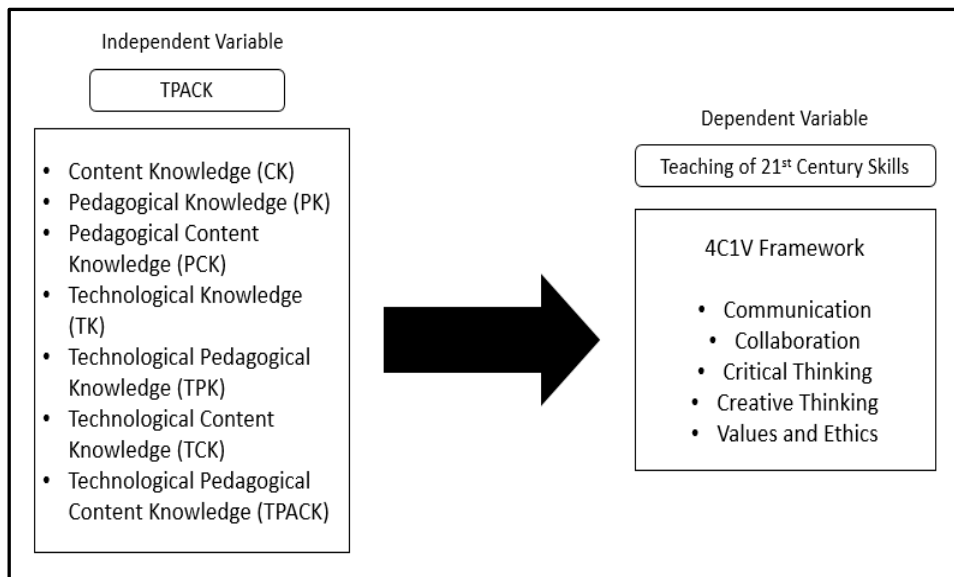 Independent Variable
TPACK
• Content Knowledge (CK)
• Pedagogical Knowledge (PK)
• Pedagogical Content
Knowledge (PCK)
• Technological Knowledge
(TK)
• Technological Pedagogical
Knowledge (TPK)
• Technological Content
Knowledge (TCK)
• Technological Pedagogical
Content Knowledge (TPACK)
Dependent Variable
Teaching of 21st Century Skills
4C1V Framework
• Communication
• Collaboration
• Critical Thinking
• Creative Thinking
• Values and Ethics